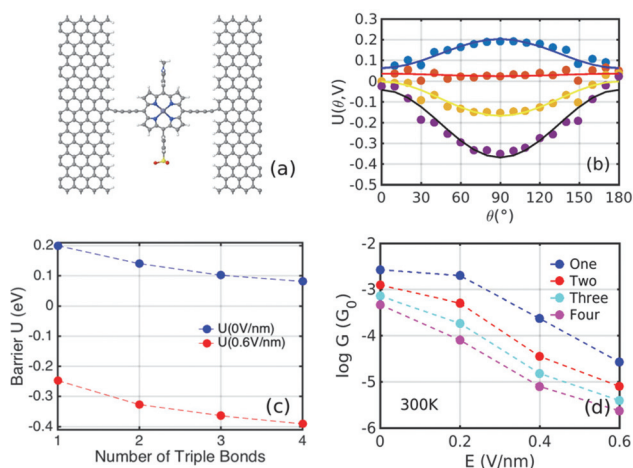 (a)
U(θ,V)
0.3
0.2
0.1
0
-0.1
-0.2
-0.3
-0.4
-0.5
0 30 60 90 120 150 180
θ(°)
(b)
Barrier U (eV)
0.2
0.1
0
-0.1
-0.2
-0.3
-0.4
U(0V/nm)
U(0.6V/nm)
(c)
1 2 3 4
Number of Triple Bonds
log G (G₀)
-2
-3
-4
-5
-6
One
Two
Three
Four
300K
(d)
0 0.2 0.4 0.6
E (V/nm)